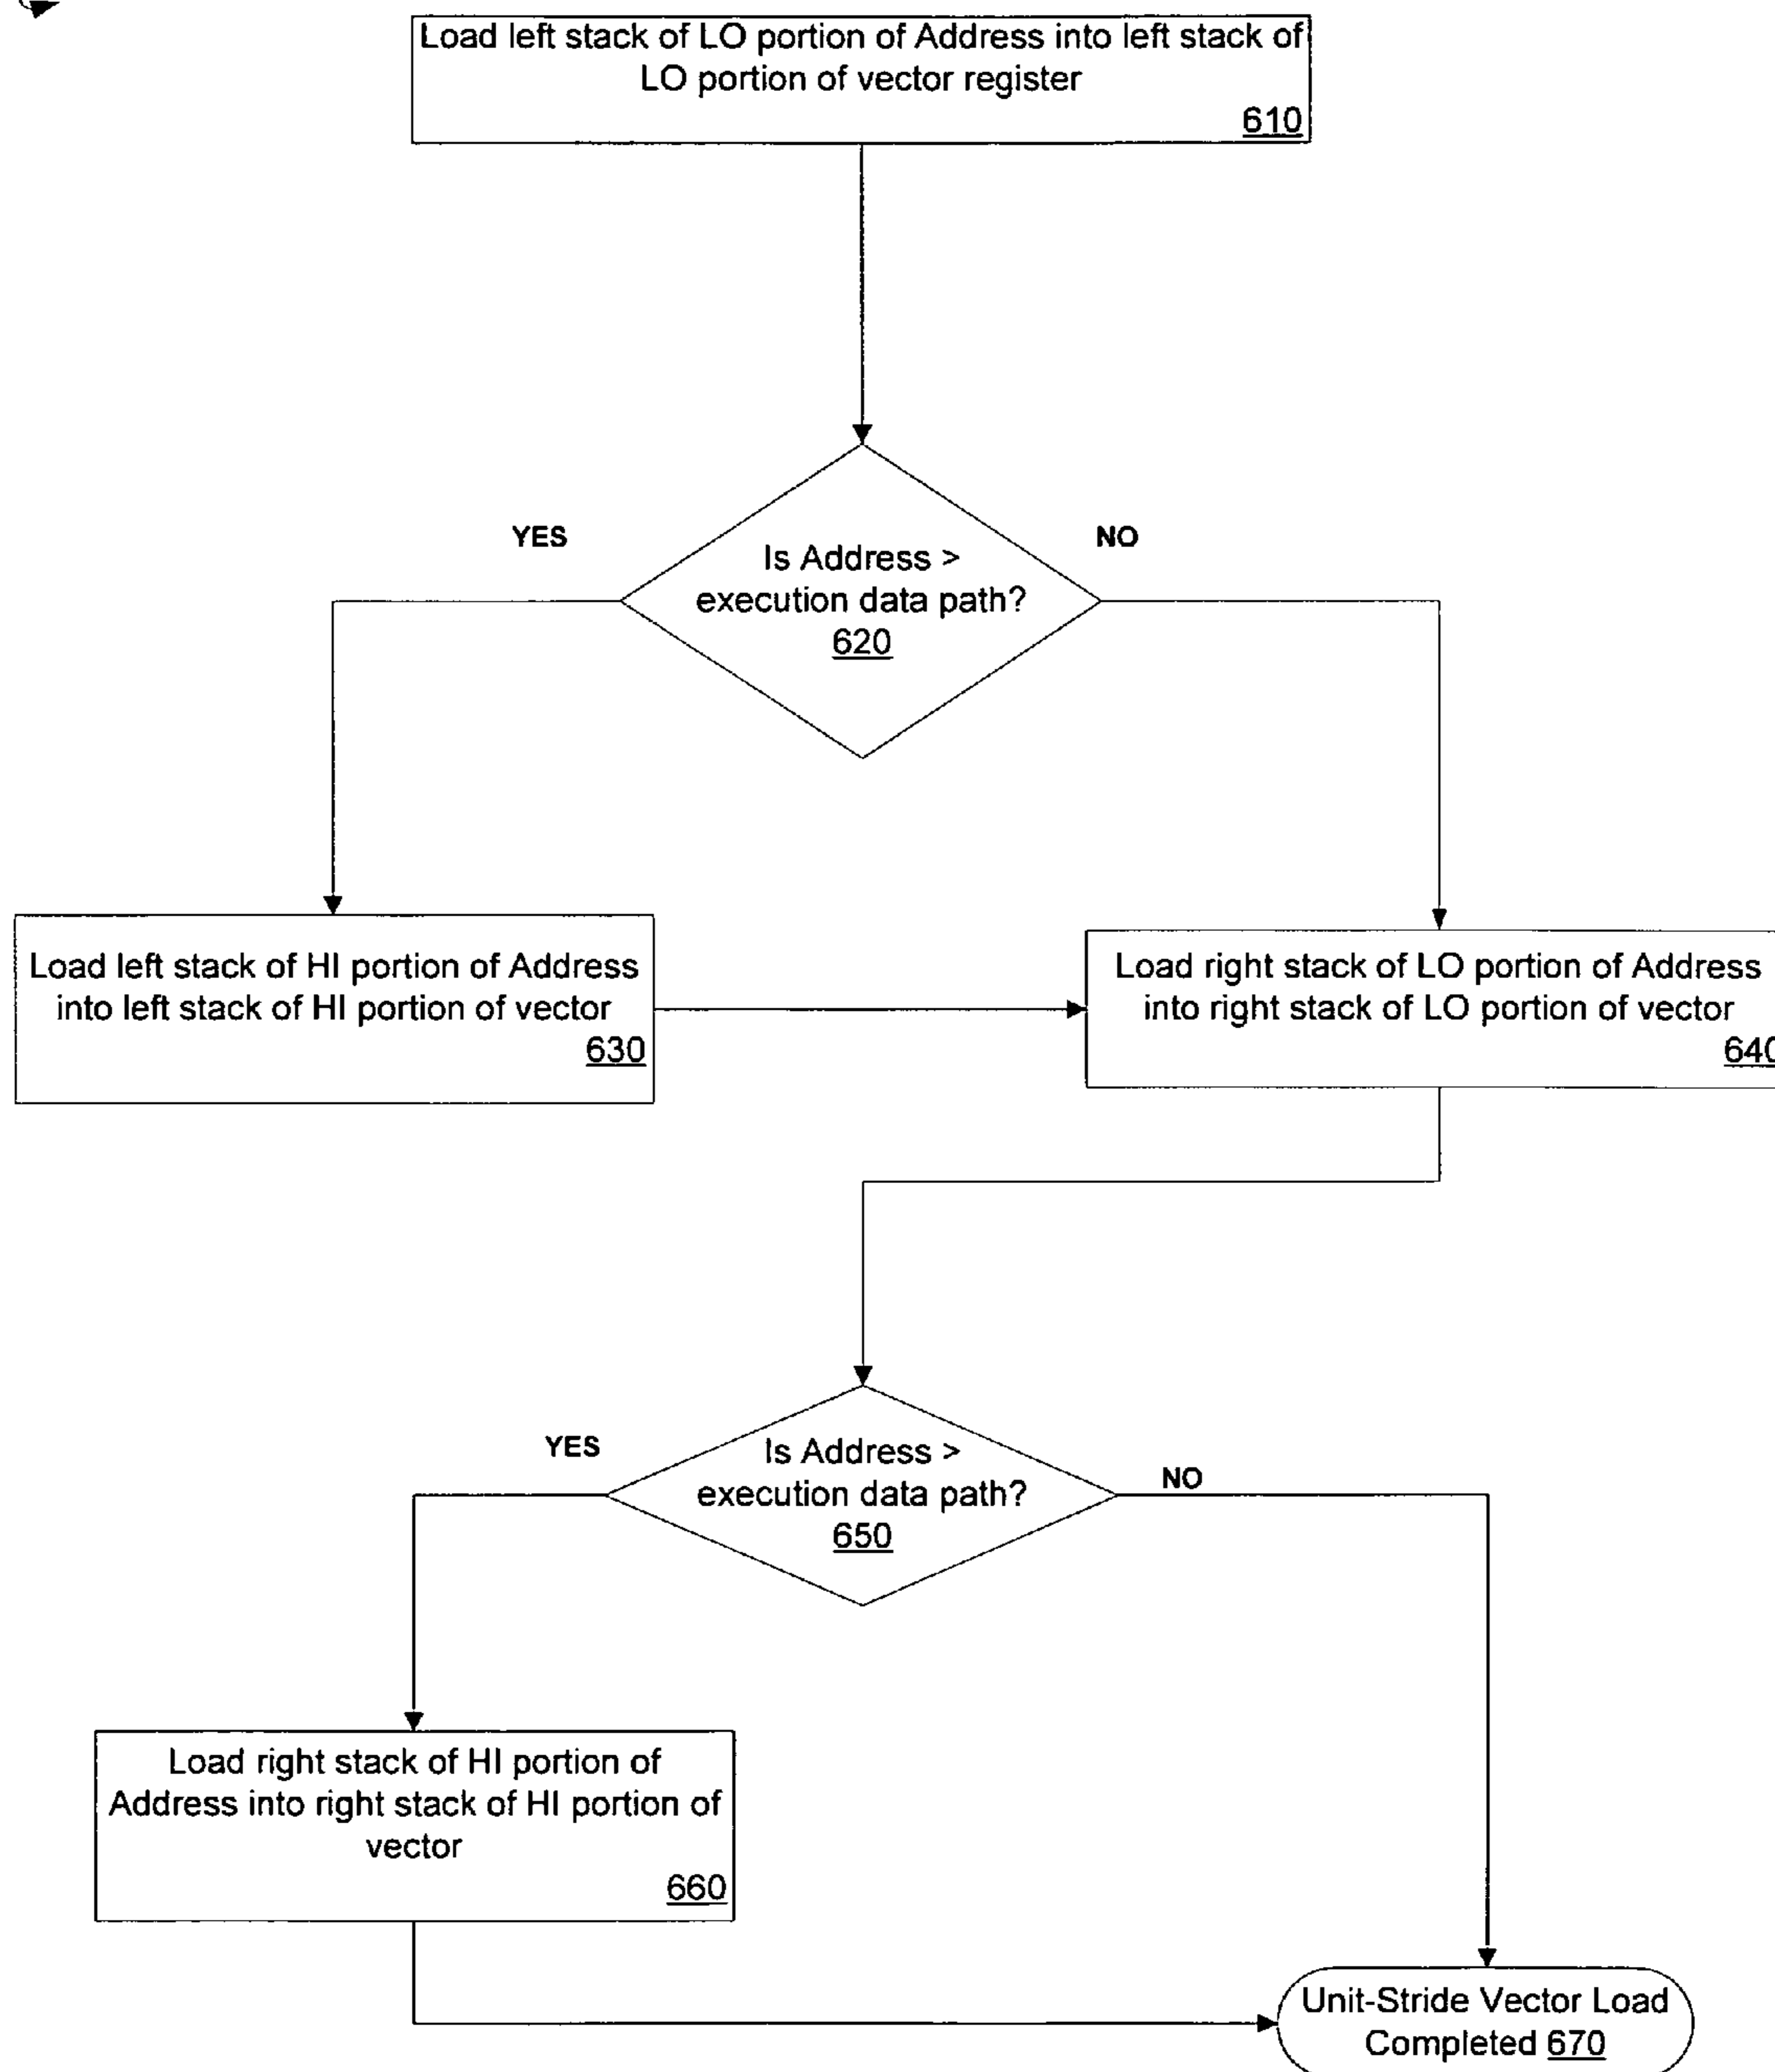 Load left stack of LO portion of Address into left stack of
LO portion of vector register
610
YES
NO
Is Address >
execution data path?
620
Load left stack of HI portion of Address
into left stack of HI portion of vector
630
Load right stack of LO portion of Address
into right stack of LO portion of vector
640
YES
NO
Is Address >
execution data path?
650
Load right stack of HI portion of
Address into right stack of HI portion of
vector
660
Unit-Stride Vector Load
Completed 670